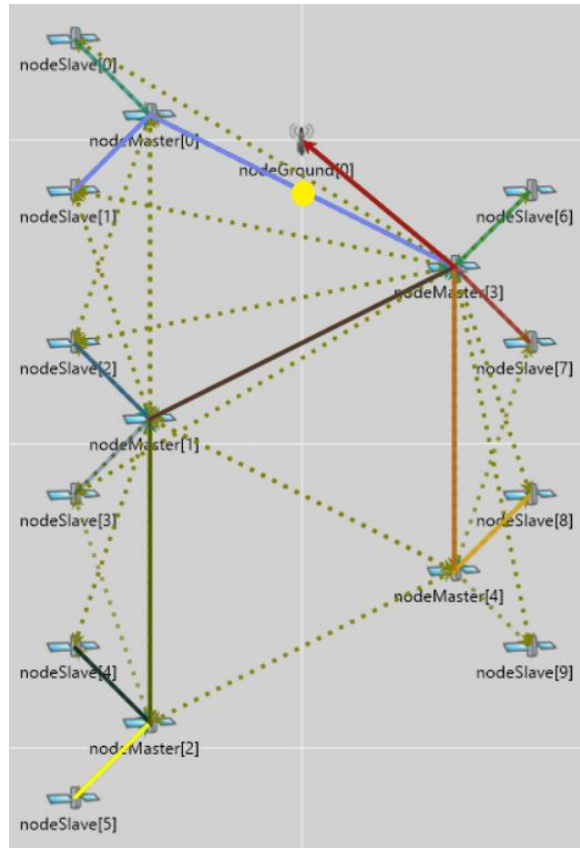 nodeSlave[0]
nodeMaster[0]
nodeGround[0]
nodeSlave[1]
nodeSlave[6]
nodeMaster[3]
nodeSlave[2]
nodeSlave[7]
nodeMaster[1]
nodeSlave[3]
nodeSlave[8]
nodeMaster[4]
nodeSlave[4]
nodeSlave[9]
nodeMaster[2]
nodeSlave[5]